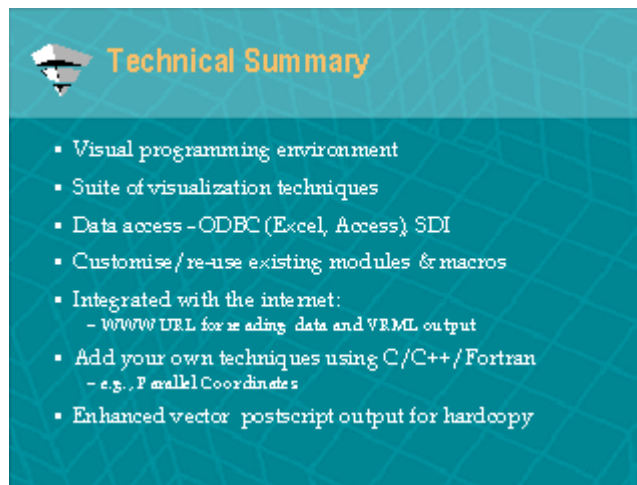 Technical Summary
▪ Visual programming environment
▪ Suite of visualization techniques
▪ Data access - ODBC (Excel, Access) SDI
▪ Customise/re-use existing modules & macros
▪ Integrated with the internet:
– WWW URL for reading data and VRML output
▪ Add your own techniques using C/C++/Fortran
– e.g., Parallel Coordinates
▪ Enhanced vector postscript output for hardcopy